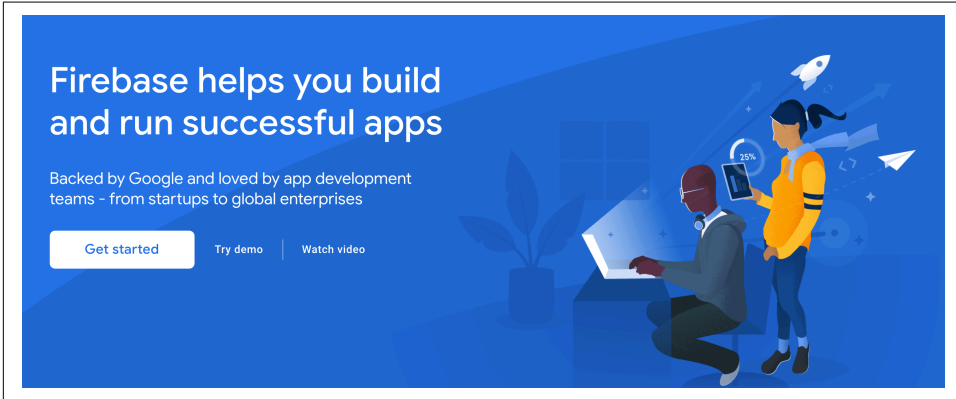 Firebase helps you build
and run successful apps
Backed by Google and loved by app development
teams - from startups to global enterprises
Get started
Try demo
Watch video
25%